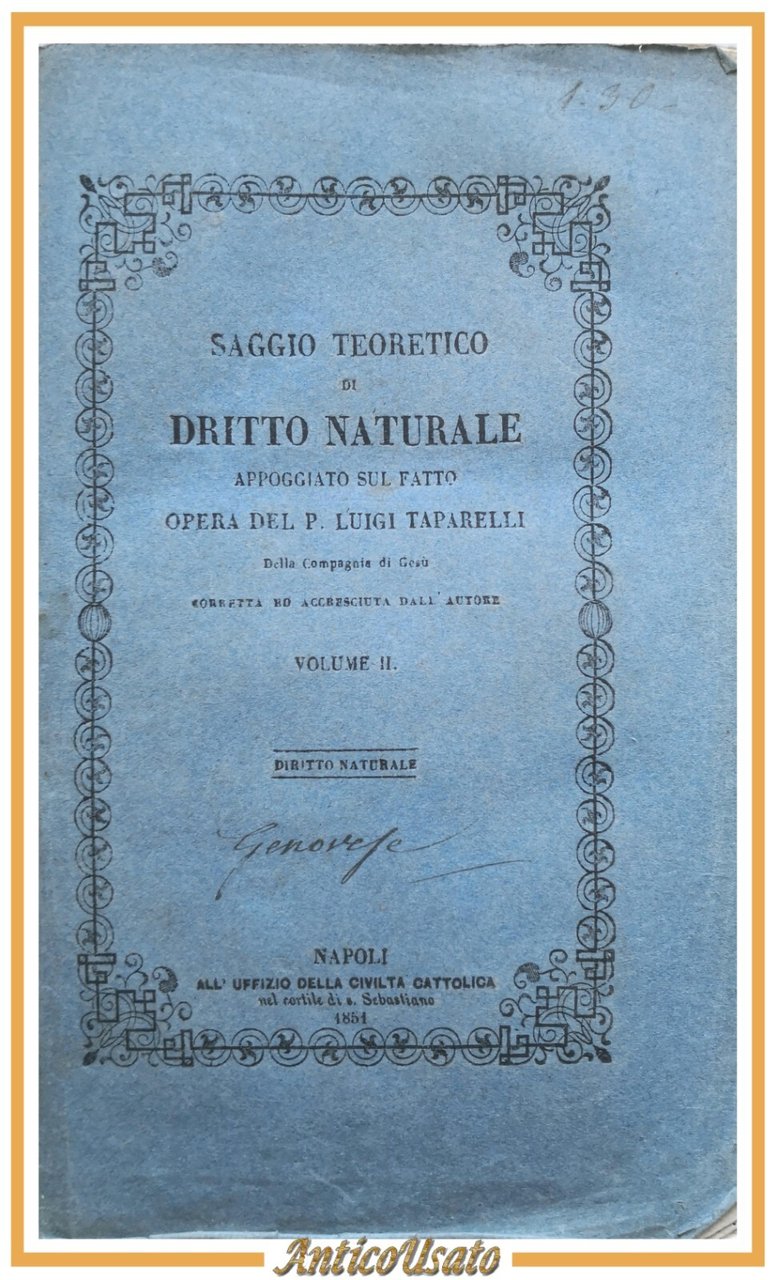 1.30
SAGGIO TEORETICO
DI
DRITTO NATURALE
APPOGGIATO SUL FATTO
OPERA DEL P. LUIGI TAPARELLI
Della Compagnia di Gesù
CORRETTA ED ACCRESCIUTA DALL' AUTORE
VOLUME II.
DIRITTO NATURALE
Genovese
NAPOLI
ALL' UFFIZIO DELLA CIVILTÀ CATTOLICA
nel cortile di s. Sebastiano
1851
AnticoUsato